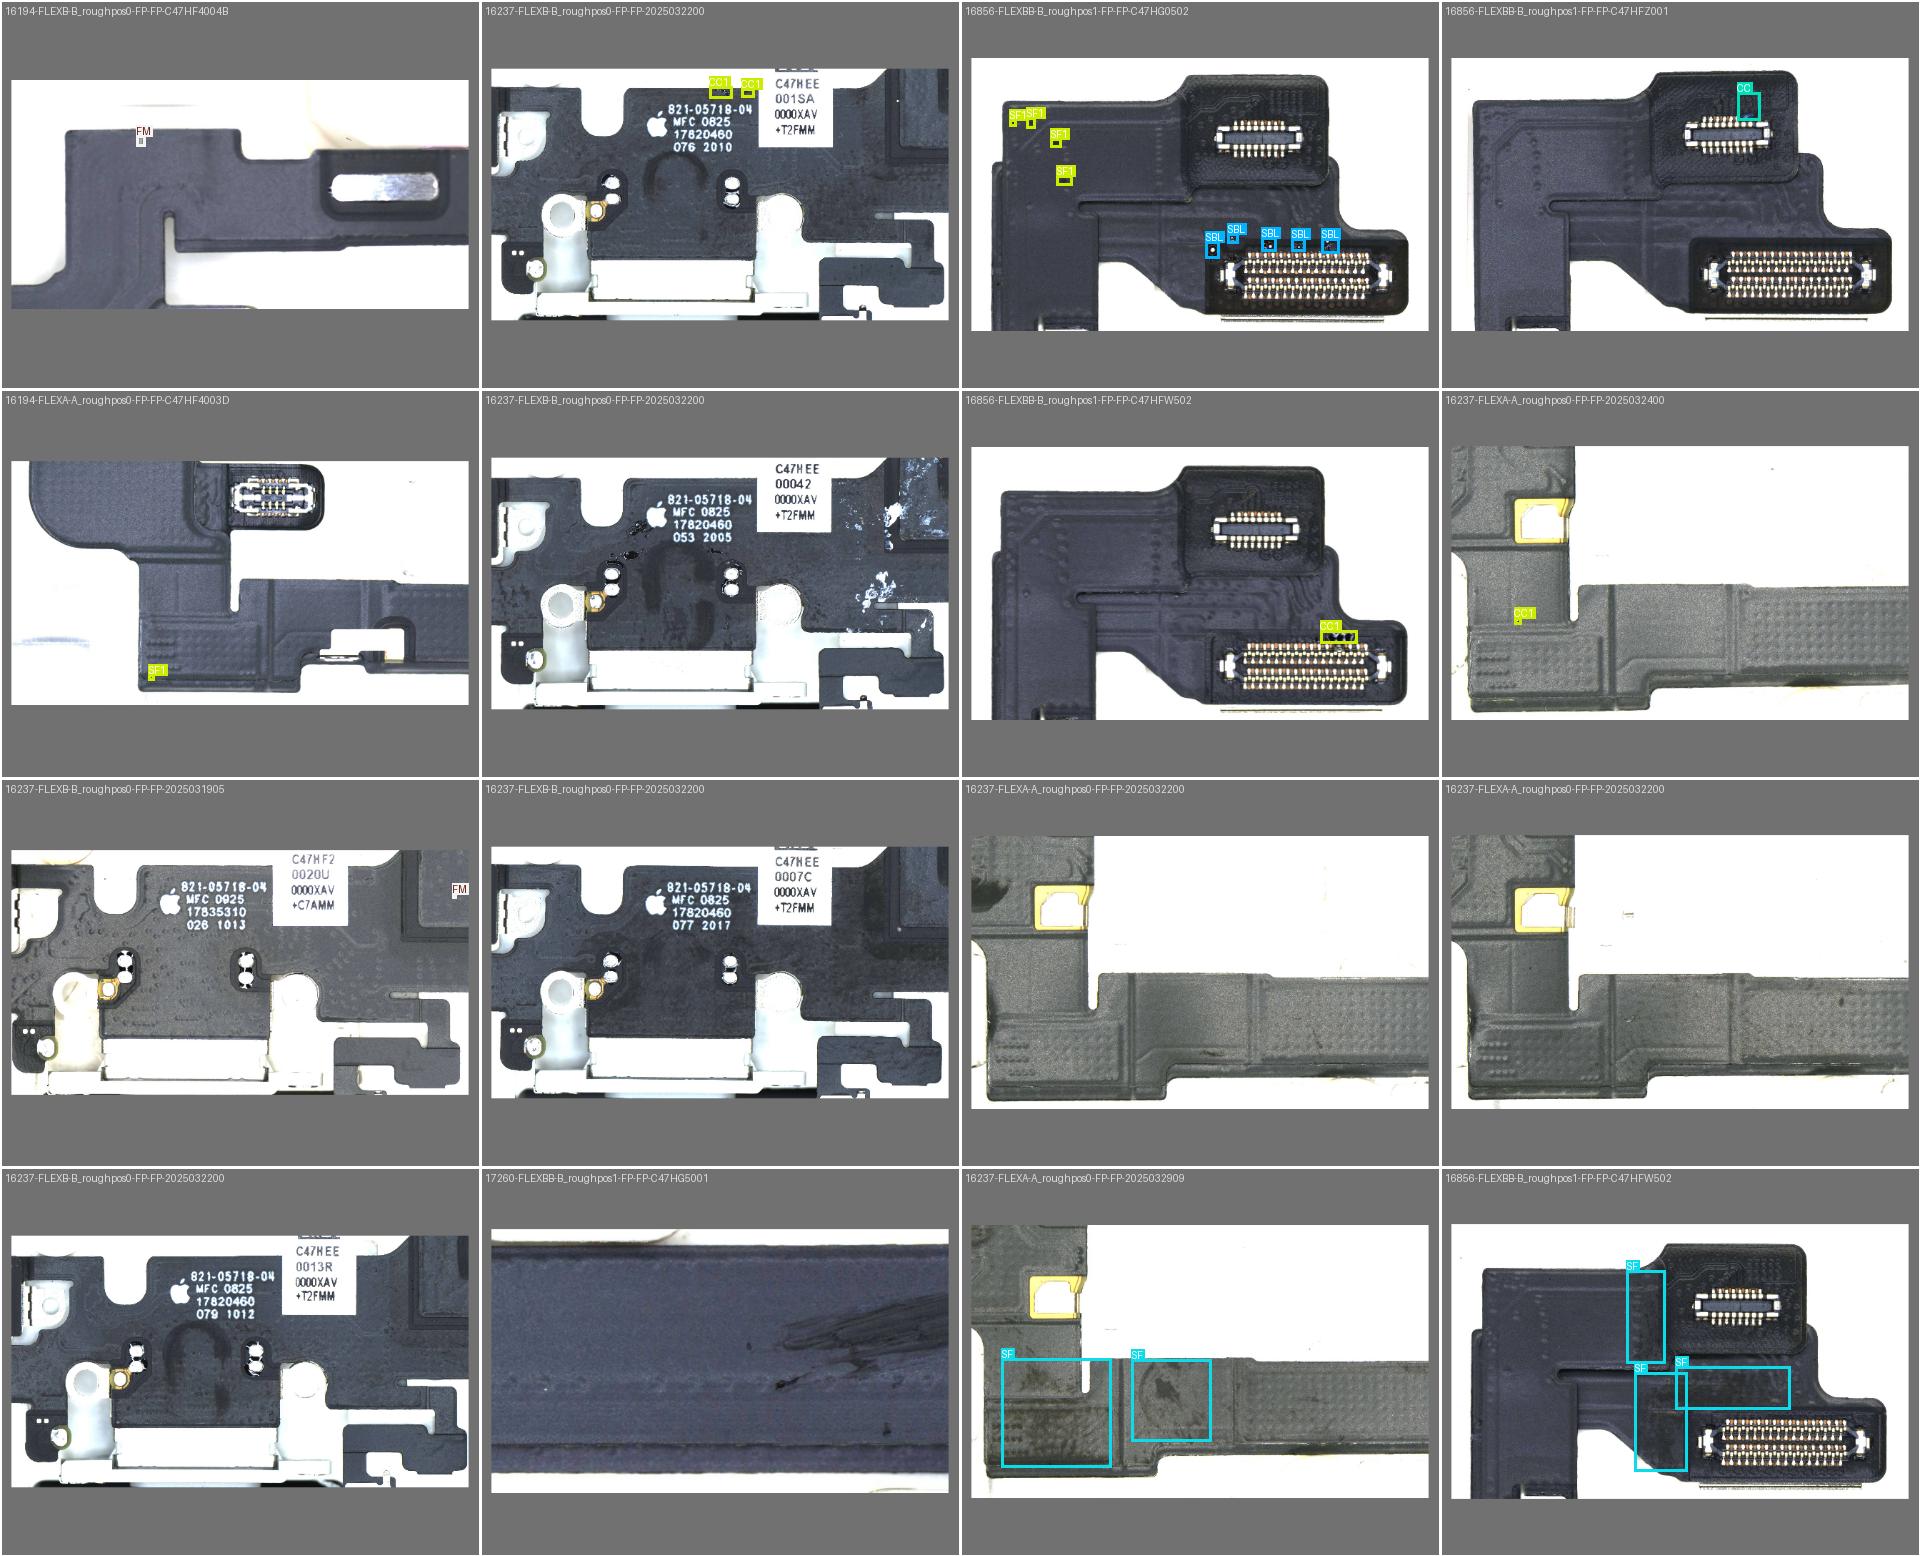 16194-FLEXB-B_roughpos0-FP-FP-C47HF4004B
FM
16237-FLEXB-B_roughpos0-FP-FP-2025032200
CC1 CC1
C47HEE
001SA
0000XAV
+T2FMM
821-05718-04
MFC 0825
17820460
076 2010
16856-FLEXBB-B_roughpos1-FP-FP-C47HG0502
SF1 SF1
SF1
SF1
SBL SBL SBL SBL SBL
16856-FLEXBB-B_roughpos1-FP-FP-C47HFZ001
CC
16194-FLEXA-A_roughpos0-FP-FP-C47HF4003D
SF1
16237-FLEXB-B_roughpos0-FP-FP-2025032200
C47HEE
00042
0000XAV
+T2FMM
821-05718-04
MFC 0825
17820460
053 2005
16856-FLEXBB-B_roughpos1-FP-FP-C47HFW502
CC1
16237-FLEXA-A_roughpos0-FP-FP-2025032400
CC1
16237-FLEXB-B_roughpos0-FP-FP-2025031905
C47HF2
0020U
0000XAV
+C7AMM
821-05718-04
MFC 0925
17835310
026 1013
FM
16237-FLEXB-B_roughpos0-FP-FP-2025032200
C47HEE
0007C
0000XAV
+T2FMM
821-05718-04
MFC 0825
17820460
077 2017
16237-FLEXA-A_roughpos0-FP-FP-2025032200
16237-FLEXA-A_roughpos0-FP-FP-2025032200
16237-FLEXB-B_roughpos0-FP-FP-2025032200
C47HEE
0013R
0000XAV
+T2FMM
821-05718-04
MFC 0825
17820460
079 1012
17260-FLEXBB-B_roughpos1-FP-FP-C47HG5001
16237-FLEXA-A_roughpos0-FP-FP-2025032909
SF SF
16856-FLEXBB-B_roughpos1-FP-FP-C47HFW502
SF
SF SF